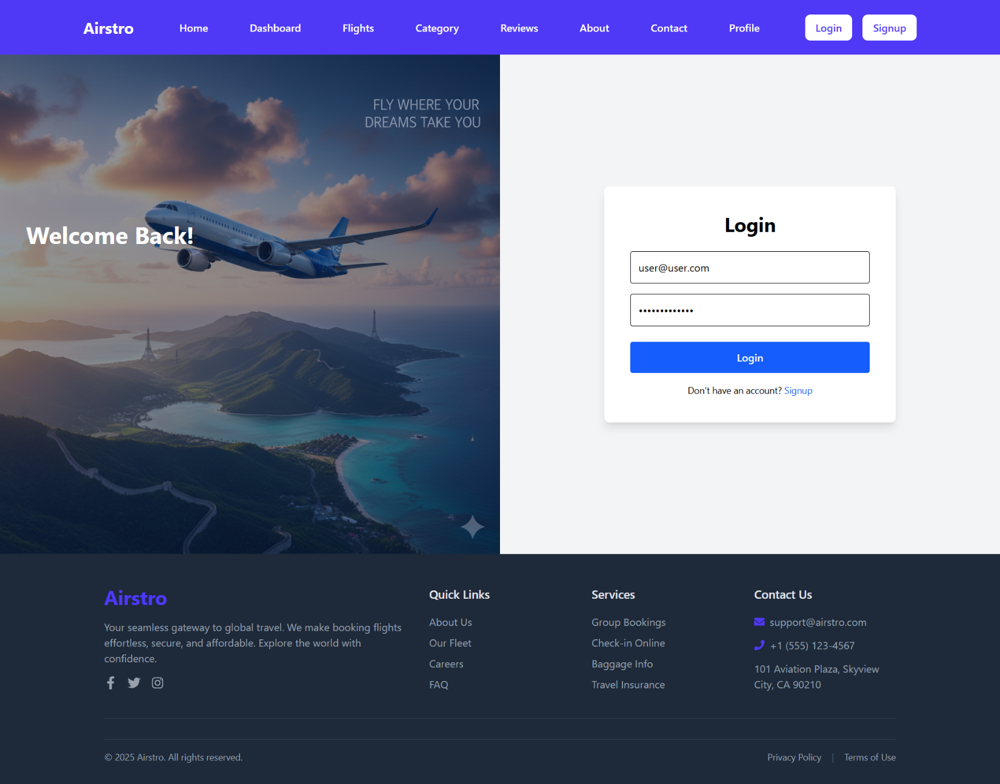 Airstro
Home
Dashboard
Flights
Category
Reviews
About
Contact
Profile
Login
Signup
FLY WHERE YOUR
DREAMS TAKE YOU
Welcome Back!
Login
user@user.com
•••••••••••••
Login
Don't have an account? Signup
Airstro
Your seamless gateway to global travel. We make booking flights
effortless, secure, and affordable. Explore the world with
confidence.
Quick Links
About Us
Our Fleet
Careers
FAQ
Services
Group Bookings
Check-in Online
Baggage Info
Travel Insurance
Contact Us
support@airstro.com
+1 (555) 123-4567
101 Aviation Plaza, Skyview
City, CA 90210
© 2025 Airstro. All rights reserved.
Privacy Policy | Terms of Use